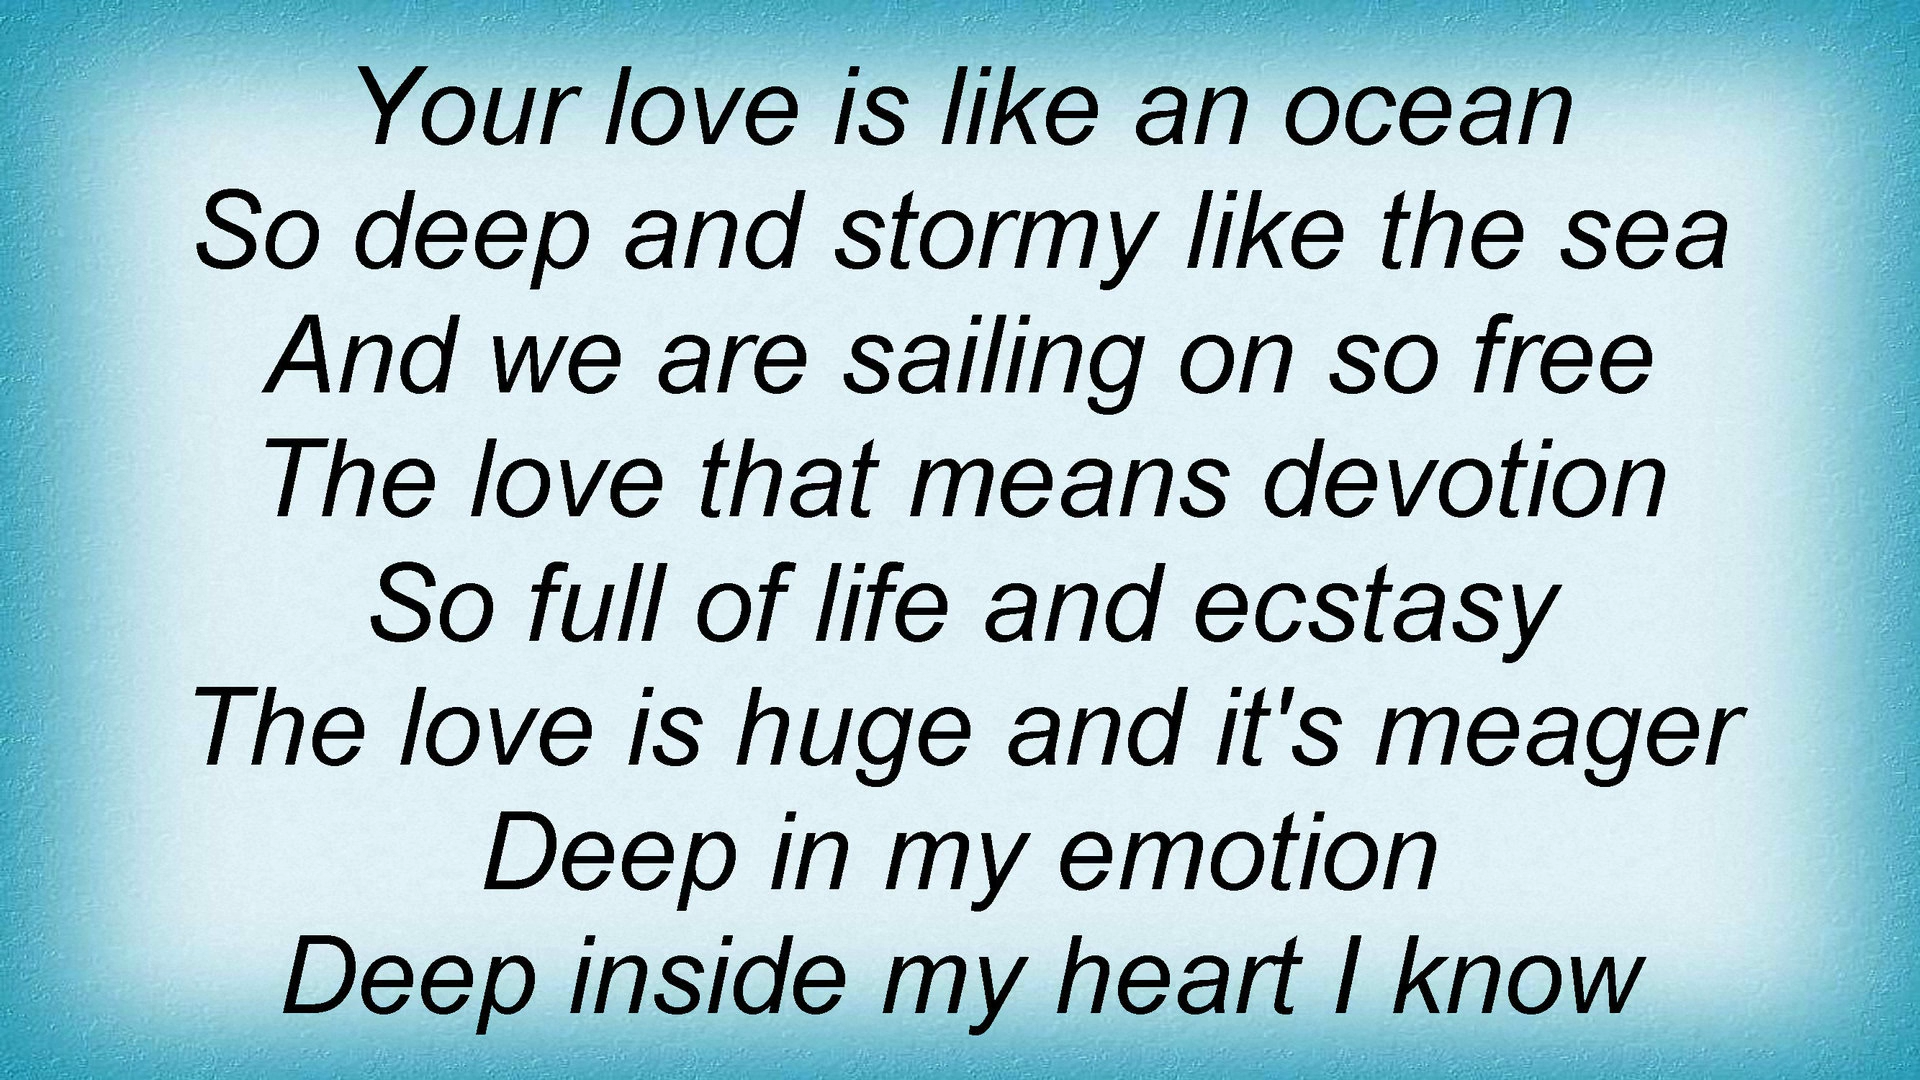 Your love is like an ocean
So deep and stormy like the sea
And we are sailing on so free
The love that means devotion
So full of life and ecstasy
The love is huge and it's meager
Deep in my emotion
Deep inside my heart I know